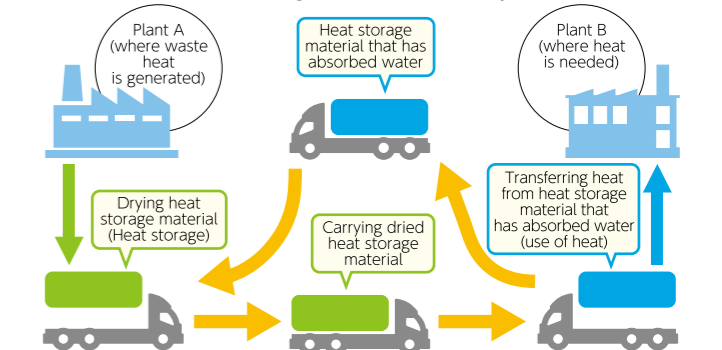 Plant A
(where waste
heat
is generated)
Heat storage
material that has
absorbed water
Plant B
(where heat
is needed)
Drying heat
storage material
(Heat storage)
Carrying dried
heat storage
material
Transferring heat
from heat storage
material that
has absorbed water
(use of heat)